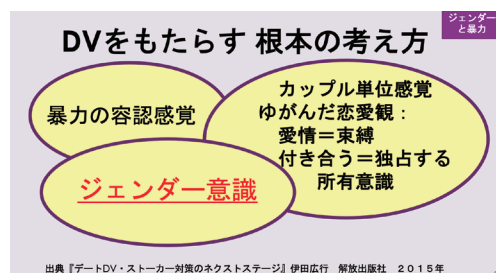 ジェンダー
と暴力
DVをもたらす 根本の考え方
暴力の容認感覚
カップル単位感覚
ゆがんだ恋愛観：
愛情＝束縛
付き合う＝独占する
所有意識
ジェンダー意識
出典『デートDV・ストーカー対策のネクストステージ』伊田広行 解放出版社 ２０１５年